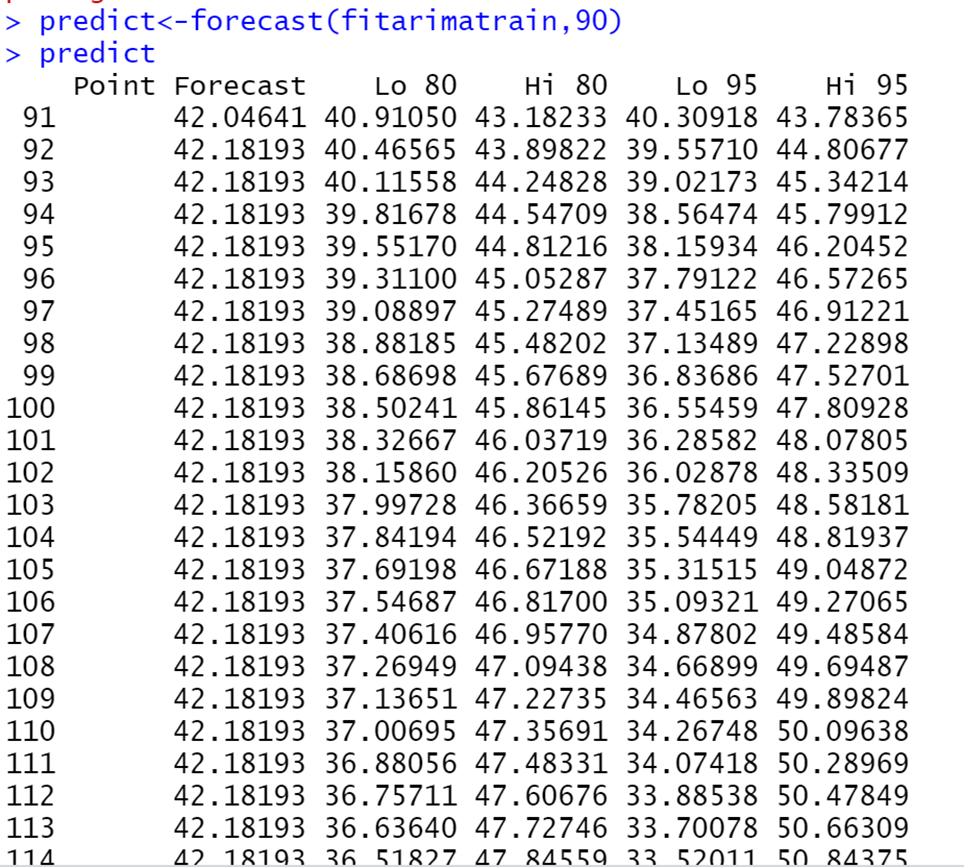 > predict<-forecast(fitarimatrain,90)
> predict
Point Forecast Lo 80 Hi 80 Lo 95 Hi 95
91 42.04641 40.91050 43.18233 40.30918 43.78365
92 42.18193 40.46565 43.89822 39.55710 44.80677
93 42.18193 40.11558 44.24828 39.02173 45.34214
94 42.18193 39.81678 44.54709 38.56474 45.79912
95 42.18193 39.55170 44.81216 38.15934 46.20452
96 42.18193 39.31100 45.05287 37.79122 46.57265
97 42.18193 39.08897 45.27489 37.45165 46.91221
98 42.18193 38.88185 45.48202 37.13489 47.22898
99 42.18193 38.68698 45.67689 36.83686 47.52701
100 42.18193 38.50241 45.86145 36.55459 47.80928
101 42.18193 38.32667 46.03719 36.28582 48.07805
102 42.18193 38.15860 46.20526 36.02878 48.33509
103 42.18193 37.99728 46.36659 35.78205 48.58181
104 42.18193 37.84194 46.52192 35.54449 48.81937
105 42.18193 37.69198 46.67188 35.31515 49.04872
106 42.18193 37.54687 46.81700 35.09321 49.27065
107 42.18193 37.40616 46.95770 34.87802 49.48584
108 42.18193 37.26949 47.09438 34.66899 49.69487
109 42.18193 37.13651 47.22735 34.46563 49.89824
110 42.18193 37.00695 47.35691 34.26748 50.09638
111 42.18193 36.88056 47.48331 34.07418 50.28969
112 42.18193 36.75711 47.60676 33.88538 50.47849
113 42.18193 36.63640 47.72746 33.70078 50.66309
114 42.18193 36.51827 47.84559 33.52011 50.84375